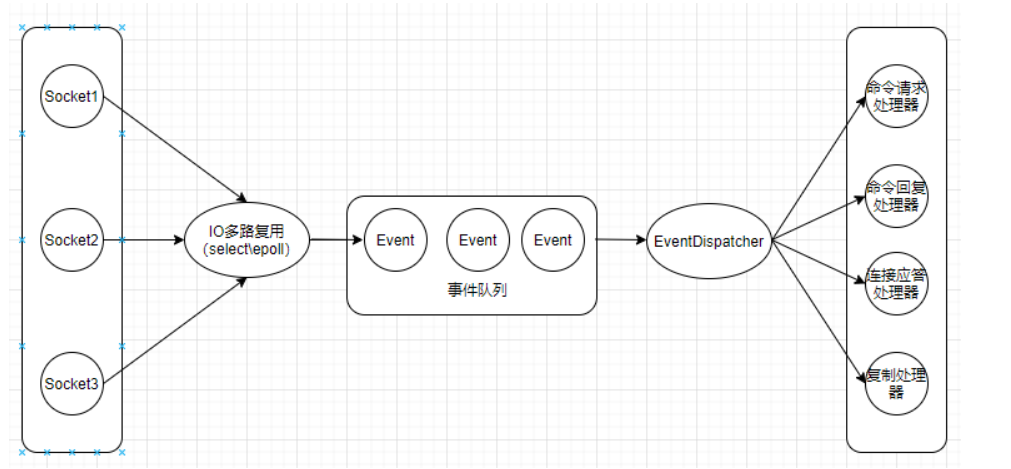 Socket1
Socket2
Socket3
IO多路复用
（select\epoll）
Event
Event
Event
事件队列
EventDispatcher
命令请求
处理器
命令回复
处理器
连接应答
处理器
复制处理
器